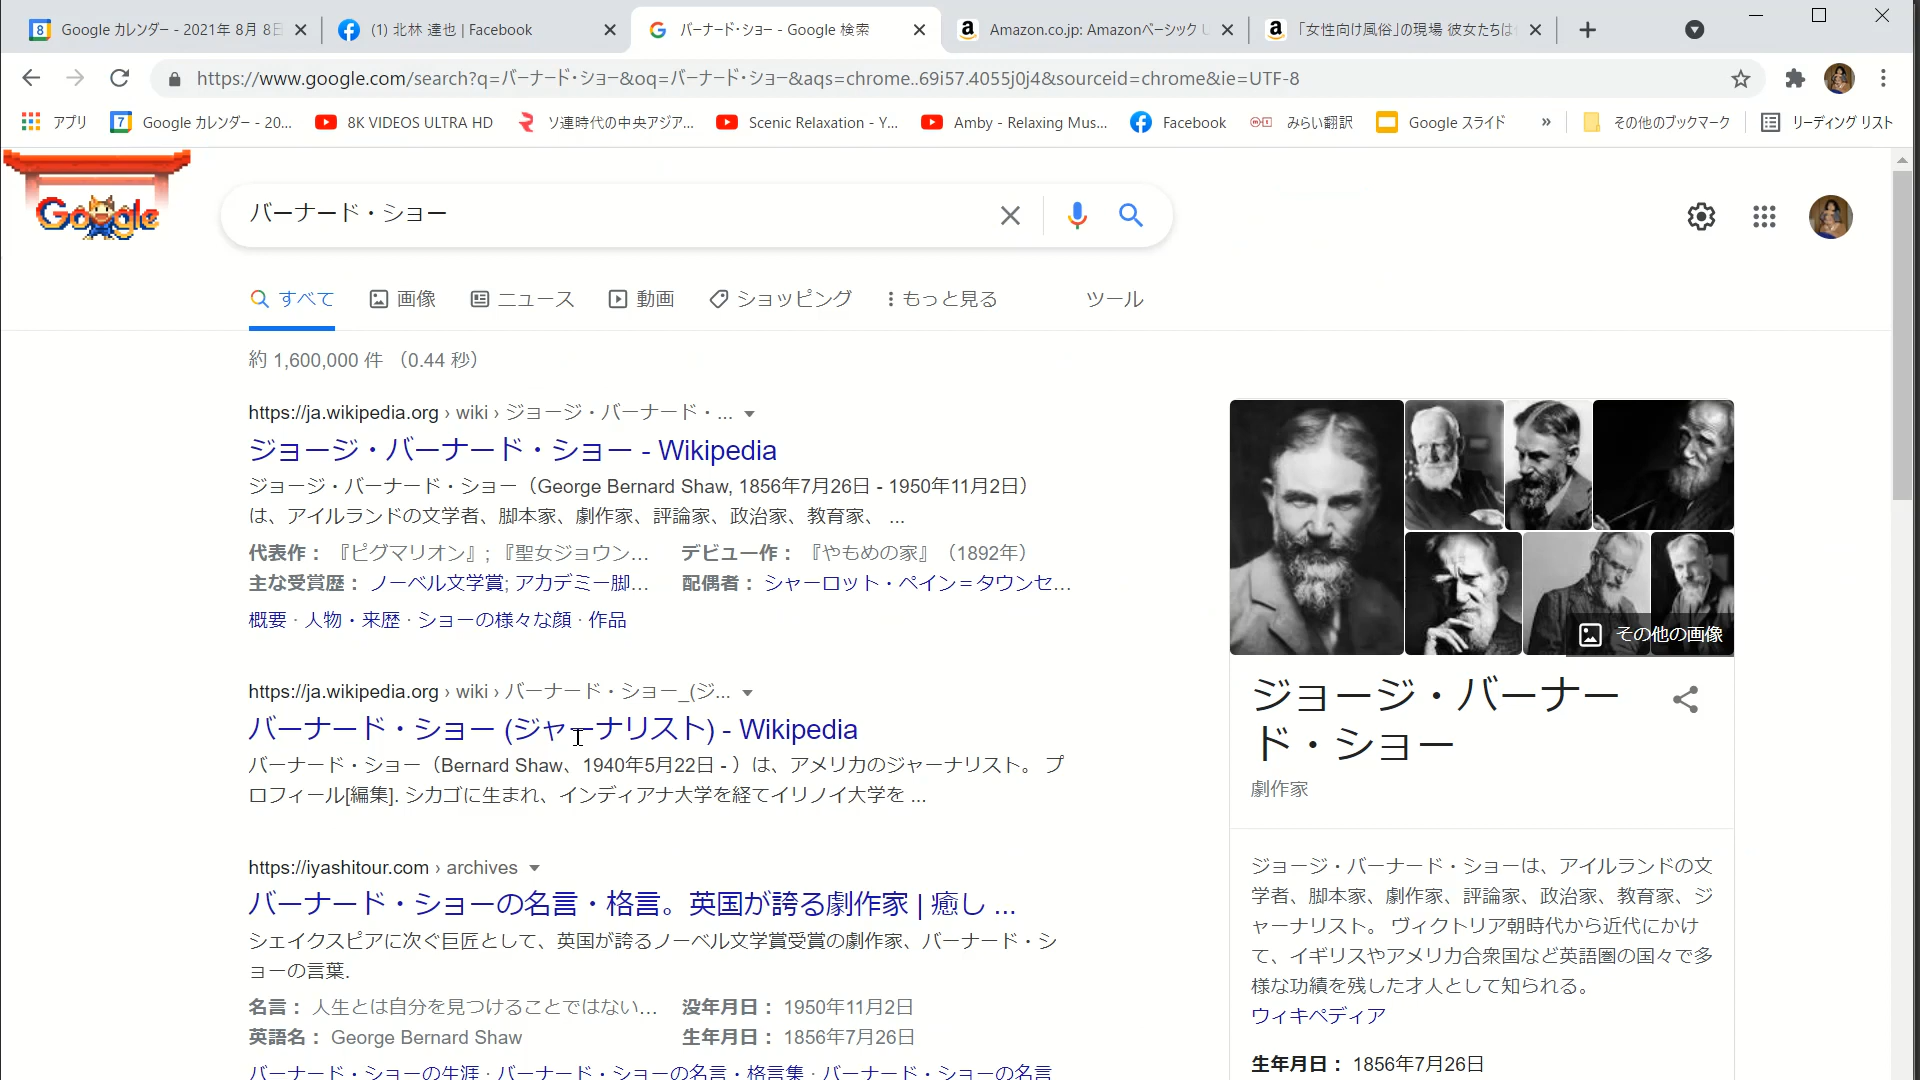 Google カレンダー - 2021年 8月 8日
(1) 北林 達也 | Facebook
バーナード・ショー - Google 検索
Amazon.co.jp: Amazonベーシック U
「女性向け風俗」の現場 彼女たちは
https://www.google.com/search?q=バーナード・ショー&oq=バーナード・ショー&aqs=chrome..69i57.4055j0j4&sourceid=chrome&ie=UTF-8
アプリ
Google カレンダー - 20...
8K VIDEOS ULTRA HD
ソ連時代の中央アジア...
Scenic Relaxation - Y...
Amby - Relaxing Mus...
Facebook
みらい翻訳
Google スライド
»
その他のブックマーク
リーディング リスト
Google
バーナード・ショー
すべて
画像
ニュース
動画
ショッピング
もっと見る
ツール
約 1,600,000 件 （0.44 秒）
https://ja.wikipedia.org › wiki › ジョージ・バーナード・...
ジョージ・バーナード・ショー - Wikipedia
ジョージ・バーナード・ショー（George Bernard Shaw, 1856年7月26日 - 1950年11月2日）
は、アイルランドの文学者、脚本家、劇作家、評論家、政治家、教育家、 ...
代表作： 『ピグマリオン』; 『聖女ジョウン... デビュー作： 『やもめの家』（1892年）
主な受賞歴： ノーベル文学賞; アカデミー脚... 配偶者： シャーロット・ペイン＝タウンセ...
概要 · 人物・来歴 · ショーの様々な顔 · 作品
https://ja.wikipedia.org › wiki › バーナード・ショー_(ジ...
バーナード・ショー (ジャーナリスト) - Wikipedia
バーナード・ショー（Bernard Shaw、1940年5月22日 - ）は、アメリカのジャーナリスト。 プ
ロフィール[編集]. シカゴに生まれ、インディアナ大学を経てイリノイ大学を ...
https://iyashitour.com › archives
バーナード・ショーの名言・格言。英国が誇る劇作家 | 癒し ...
シェイクスピアに次ぐ巨匠として、英国が誇るノーベル文学賞受賞の劇作家、バーナード・シ
ョーの言葉.
名言： 人生とは自分を見つけることではない... 没年月日： 1950年11月2日
英語名： George Bernard Shaw 生年月日： 1856年7月26日
バーナード・ショーの生涯 · バーナード・ショーの名言・格言集 · バーナード・ショーの名言
その他の画像
ジョージ・バーナー
ド・ショー
劇作家
ジョージ・バーナード・ショーは、アイルランドの文
学者、脚本家、劇作家、評論家、政治家、教育家、ジ
ャーナリスト。 ヴィクトリア朝時代から近代にかけ
て、イギリスやアメリカ合衆国など英語圏の国々で多
様な功績を残した才人として知られる。
ウィキペディア
生年月日： 1856年7月26日